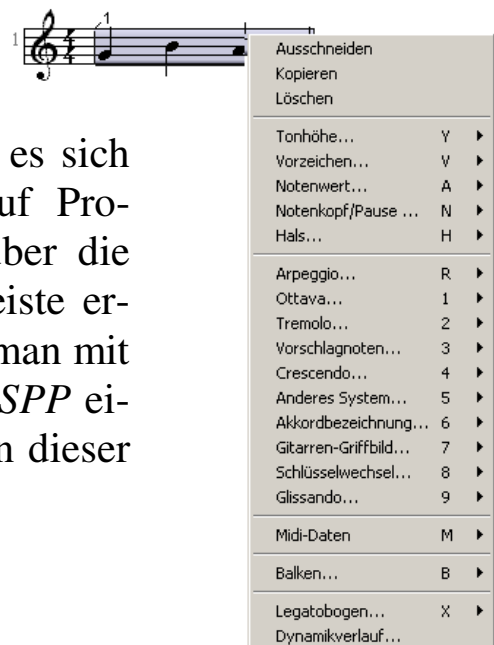 1
1
Ausschneiden
Kopieren
Löschen
Tonhöhe... Y
Vorzeichen... V
Notenwert... A
Notenkopf/Pause ... N
Hals... H
Arpeggio... R
Ottava... 1
Tremolo... 2
Vorschlagnoten... 3
Crescendo... 4
Anderes System... 5
Akkordbezeichnung... 6
Gitarren-Griffbild... 7
Schlüsselwechsel... 8
Glissando... 9
Midi-Daten M
Balken... B
Legatobogen... X
Dynamikverlauf...
es sich
uf Pro-
über die
eiste er-
man mit
SPP ei-
n dieser